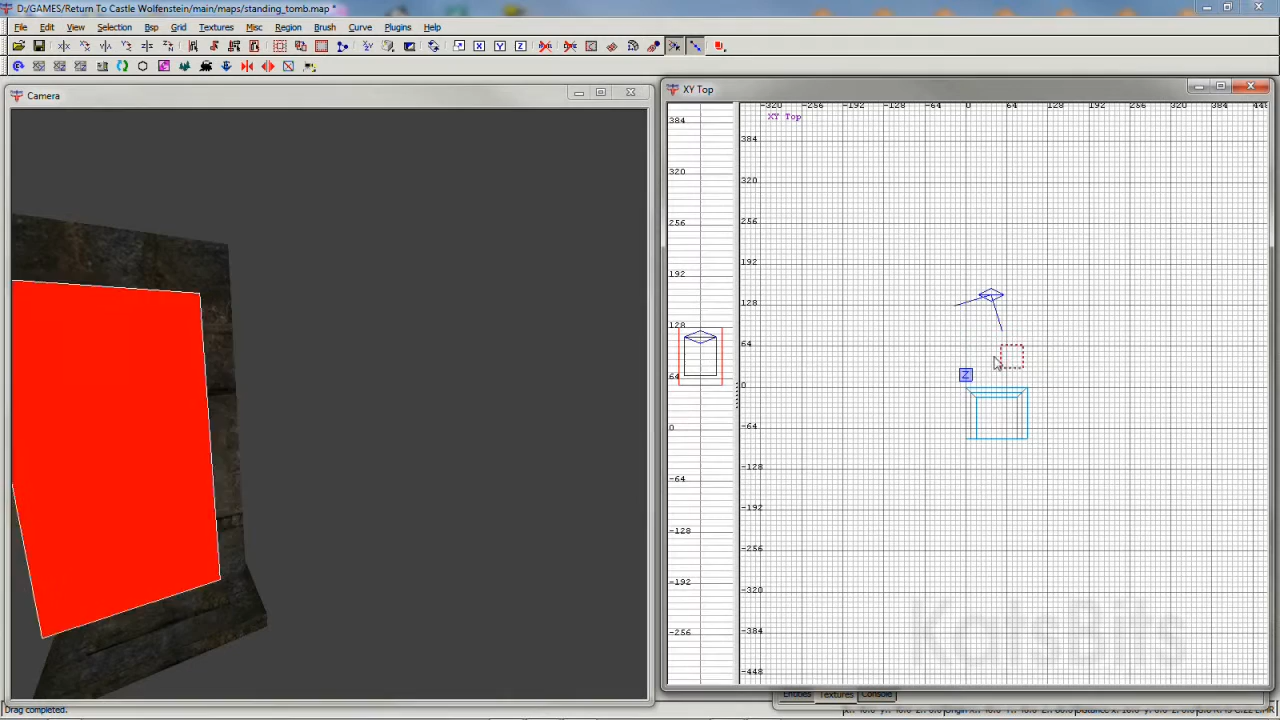 D:/GAMES/Return To Castle Wolfenstein/main/maps/standing_tomb.map *
File Edit View Selection Bsp Grid Textures Misc Region Brush Curve Plugins Help
Camera
XY Top
-320 -256 -192 -128 -64 0 64 128 192 256 320 384 448
XY Top
384
320
256
192
128
64
0
-64
-128
-192
-256
384
320
256
192
128
64
0
-64
-128
-192
-256
-320
-384
-448
Z
KatsBits
Entities Textures Console
Drag completed.